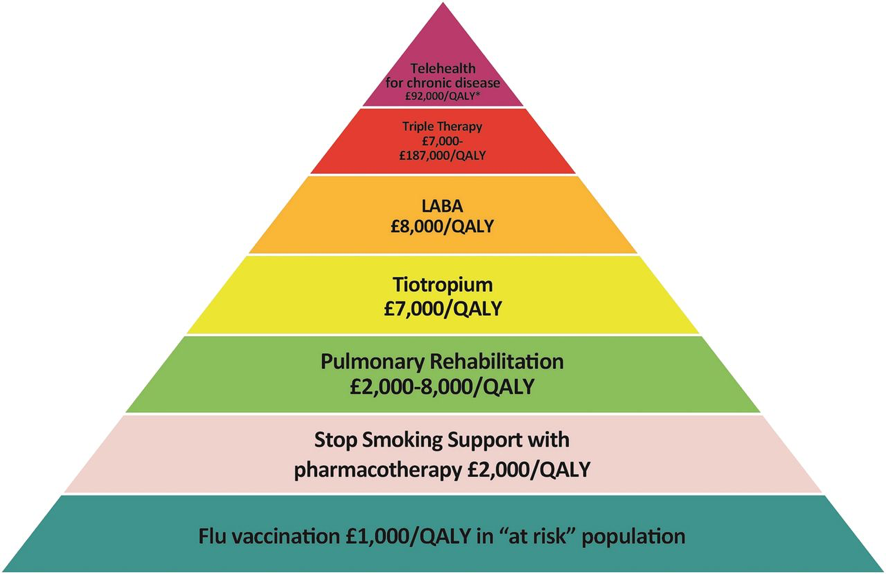 Telehealth
for chronic disease
£92,000/QALY*
Triple Therapy
£7,000-
£187,000/QALY
LABA
£8,000/QALY
Tiotropium
£7,000/QALY
Pulmonary Rehabilitation
£2,000-8,000/QALY
Stop Smoking Support with
pharmacotherapy £2,000/QALY
Flu vaccination £1,000/QALY in “at risk” population